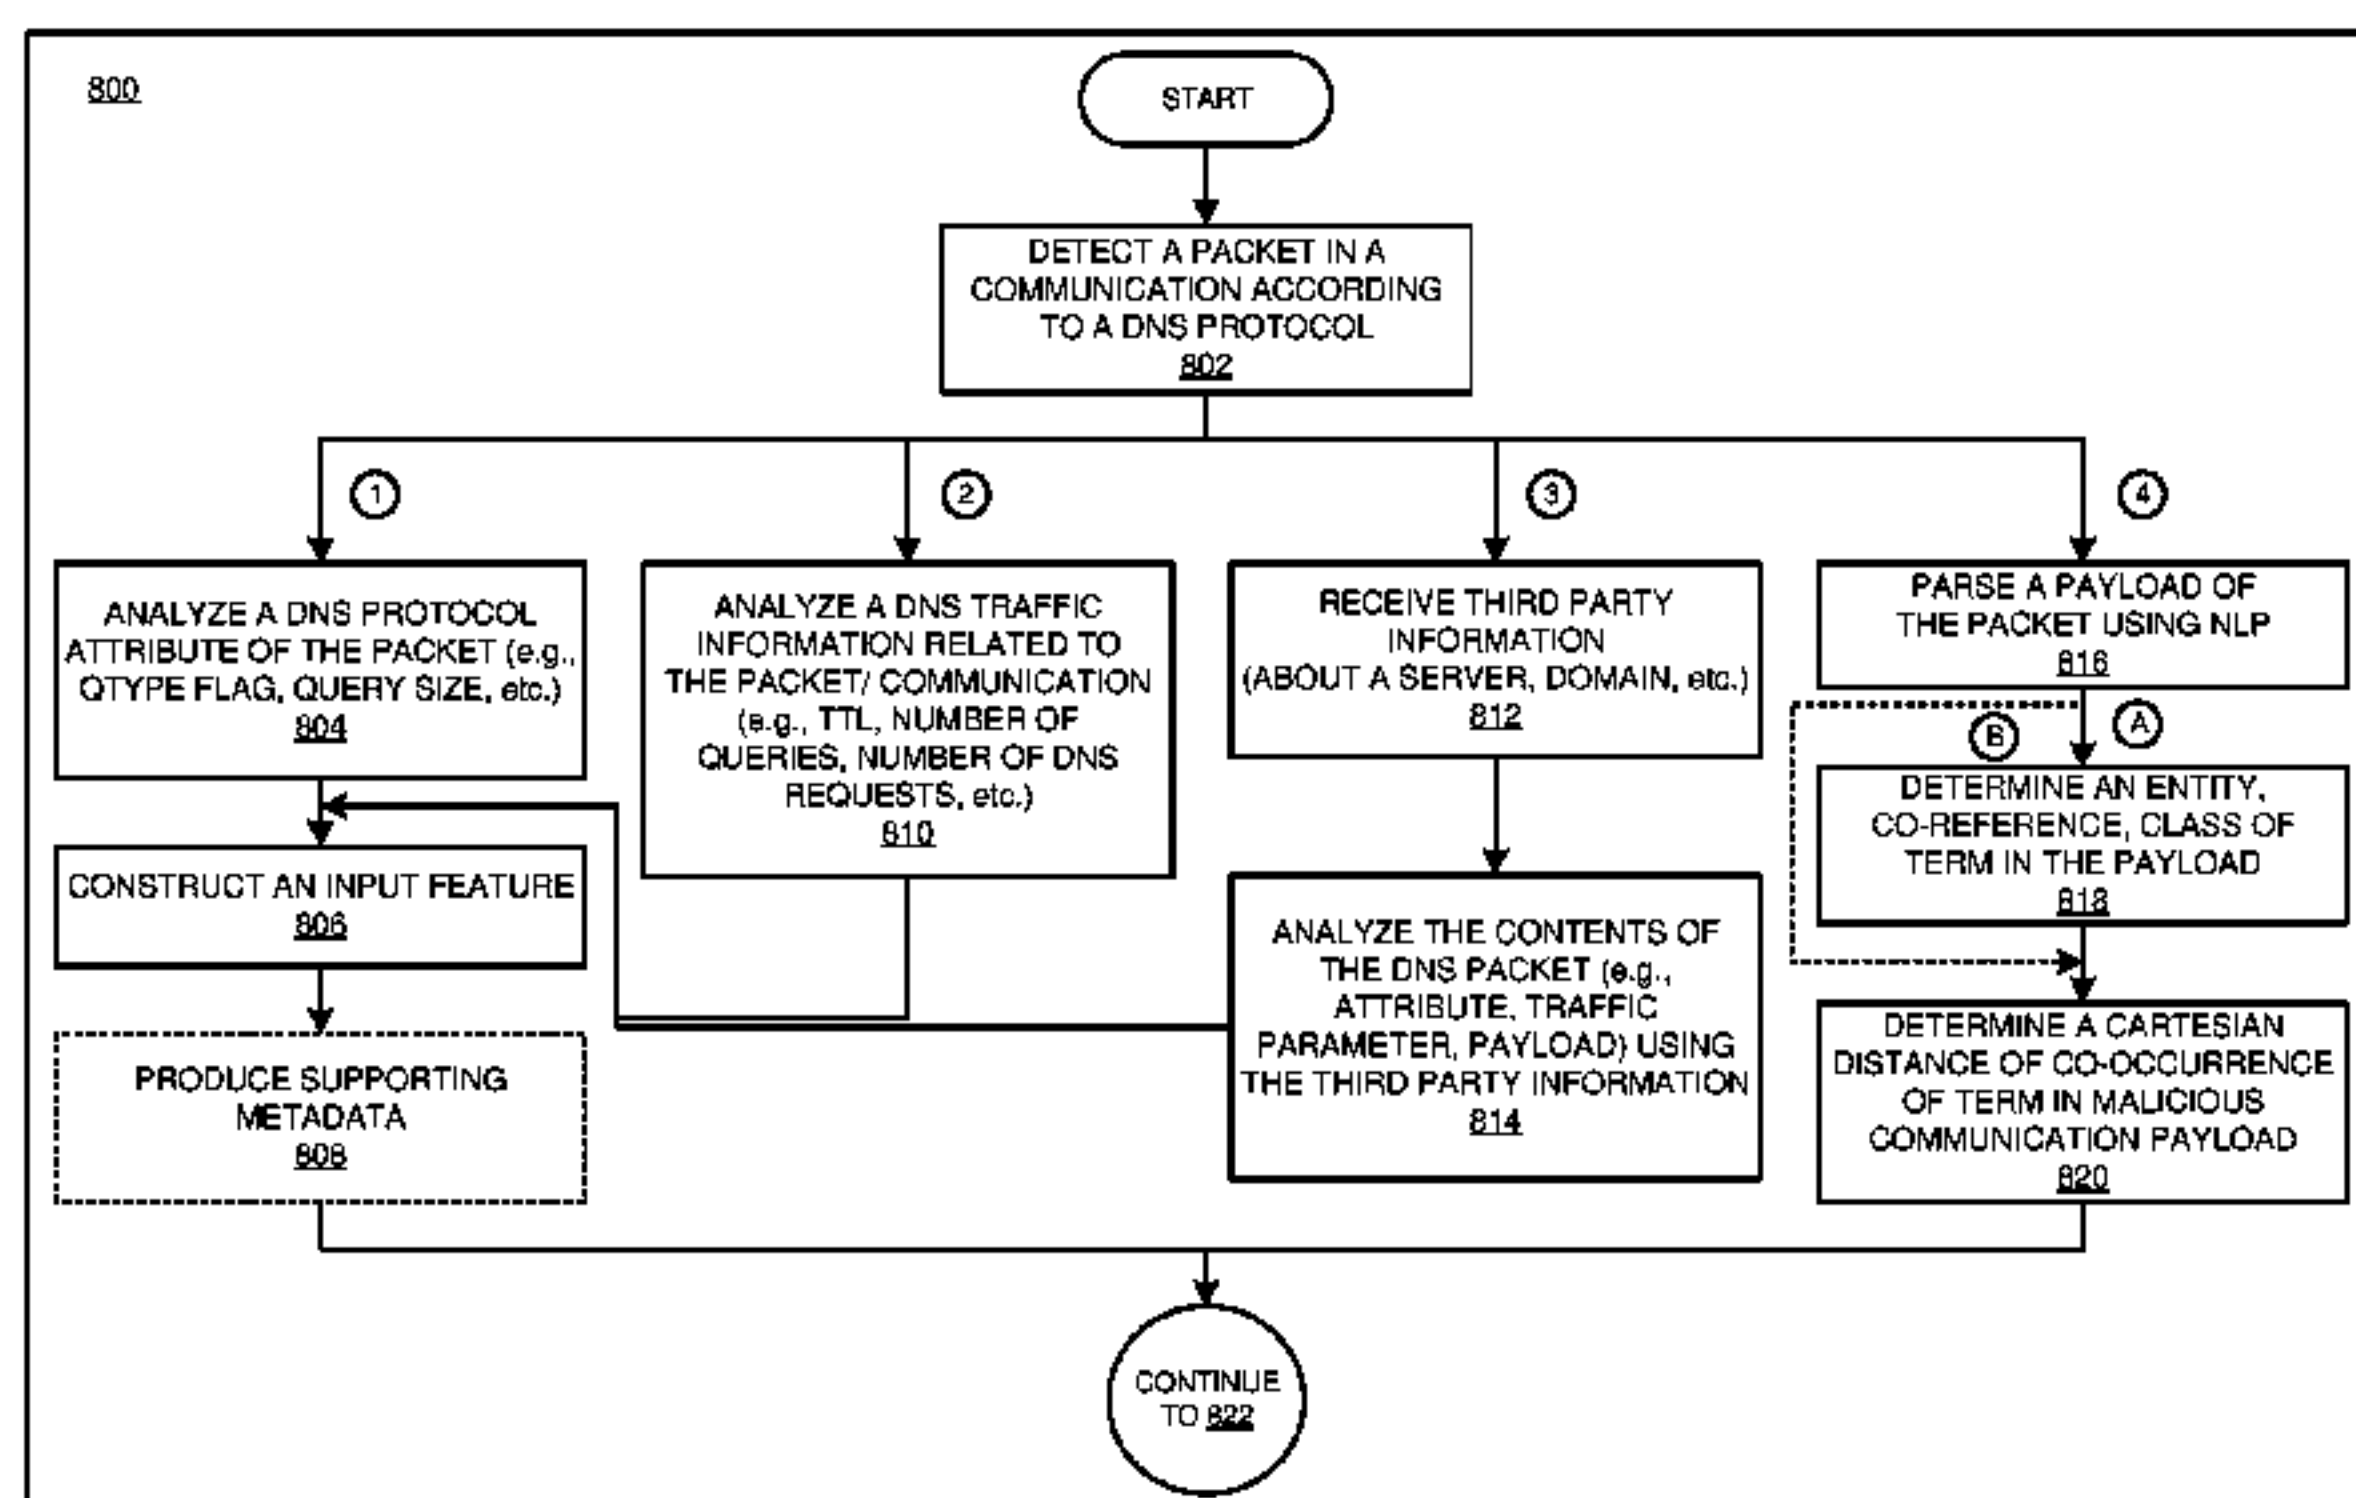 800
START
DETECT A PACKET IN A
COMMUNICATION ACCORDING
TO A DNS PROTOCOL
802
1
2
3
4
ANALYZE A DNS PROTOCOL
ATTRIBUTE OF THE PACKET (e.g.,
QTYPE FLAG, QUERY SIZE, etc.)
804
CONSTRUCT AN INPUT FEATURE
806
PRODUCE SUPPORTING
METADATA
808
ANALYZE A DNS TRAFFIC
INFORMATION RELATED TO
THE PACKET/ COMMUNICATION
(e.g., TTL, NUMBER OF
QUERIES, NUMBER OF DNS
REQUESTS, etc.)
810
RECEIVE THIRD PARTY
INFORMATION
(ABOUT A SERVER, DOMAIN, etc.)
812
ANALYZE THE CONTENTS OF
THE DNS PACKET (e.g.,
ATTRIBUTE, TRAFFIC
PARAMETER, PAYLOAD) USING
THE THIRD PARTY INFORMATION
814
PARSE A PAYLOAD OF
THE PACKET USING NLP
816
B
A
DETERMINE AN ENTITY,
CO-REFERENCE, CLASS OF
TERM IN THE PAYLOAD
818
DETERMINE A CARTESIAN
DISTANCE OF CO-OCCURRENCE
OF TERM IN MALICIOUS
COMMUNICATION PAYLOAD
820
CONTINUE
TO 822